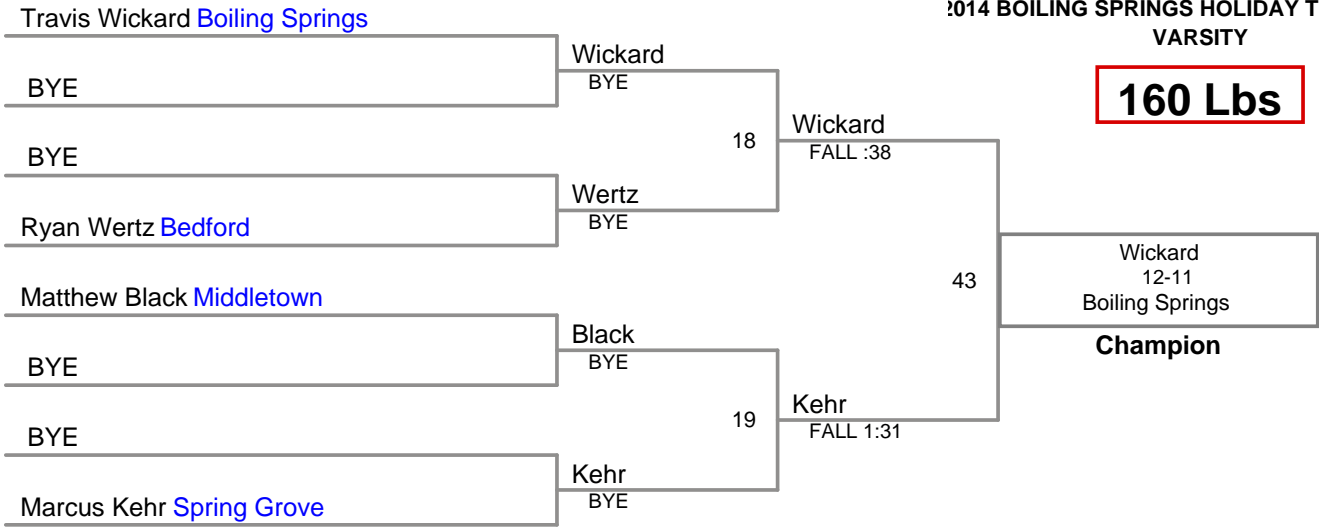 2014 BOILING SPRINGS HOLIDAY T
VARSITY
160 Lbs
Travis Wickard Boiling Springs
BYE
BYE
Ryan Wertz Bedford
Matthew Black Middletown
BYE
BYE
Marcus Kehr Spring Grove
Wickard
BYE
Wertz
BYE
Black
BYE
Kehr
BYE
18
19
Wickard
FALL :38
Kehr
FALL 1:31
43
Wickard
12-11
Boiling Springs
Champion